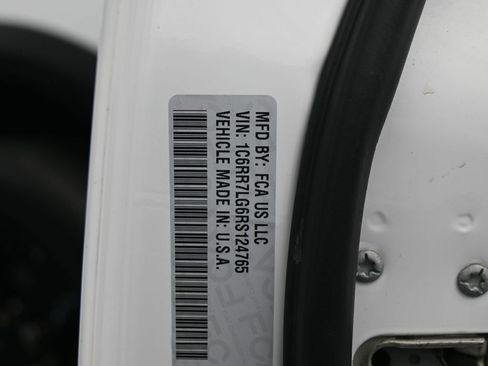 MFD BY: FCA US LLC
VIN: 1C6RR7LG6RS124765
VEHICLE MADE IN: U.S.A.